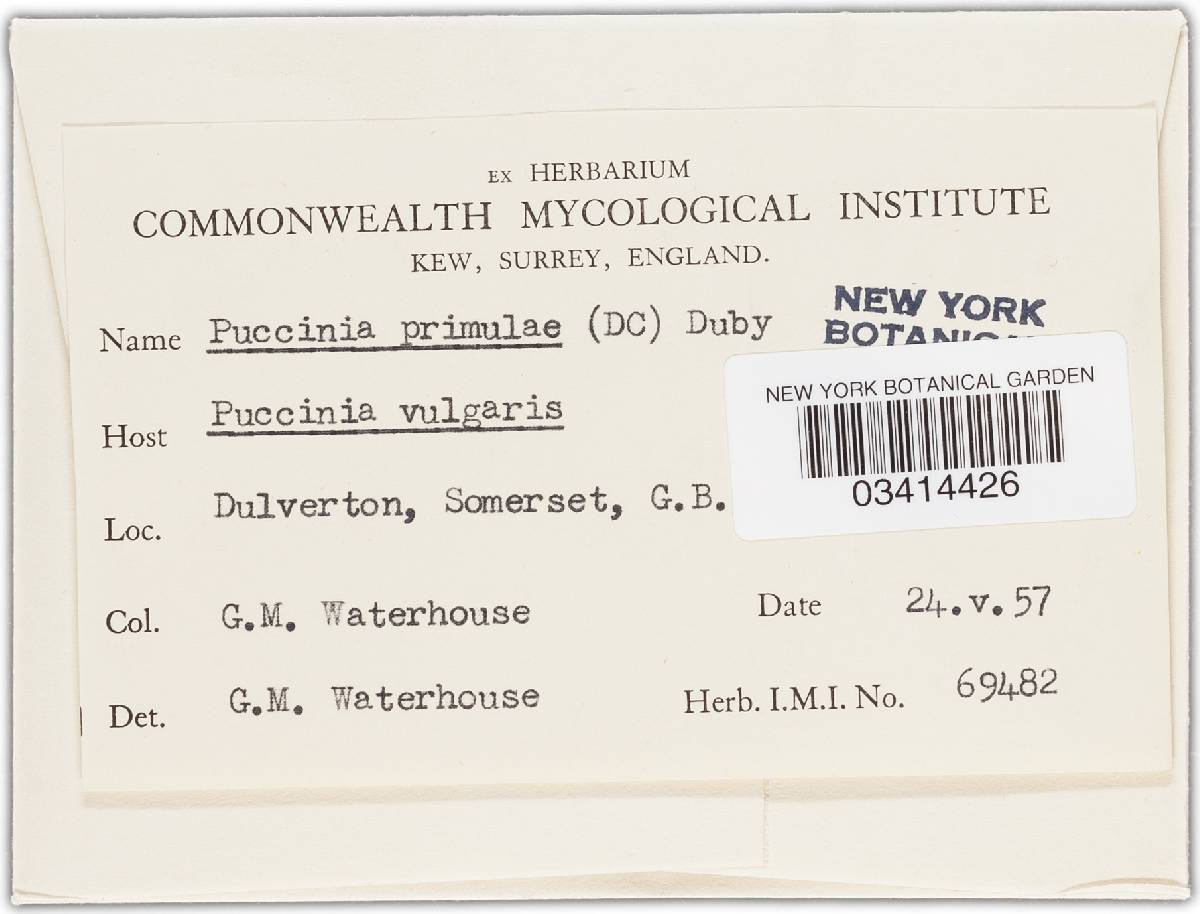 EX HERBARIUM
COMMONWEALTH MYCOLOGICAL INSTITUTE
KEW, SURREY, ENGLAND.
Name Puccinia primulae (DC) Duby
NEW YORK
Host Puccinia vulgaris
NEW YORK BOTANICAL GARDEN
03414426
Loc. Dulverton, Somerset, G.B.
Col. G.M. Waterhouse Date 24.v.57
Det. G.M. Waterhouse Herb. I.M.I. No. 69482